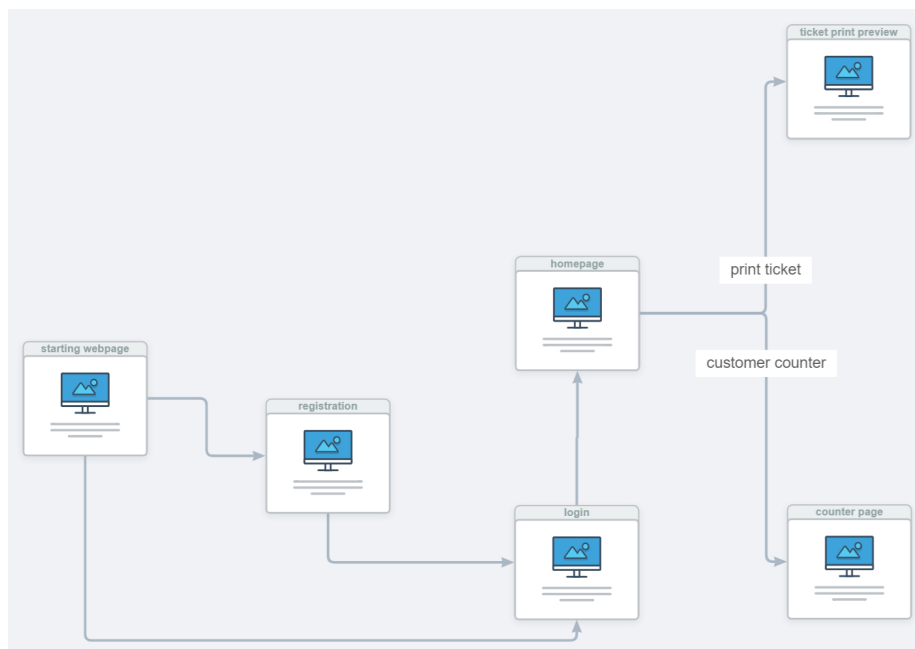 ticket print preview
print ticket
homepage
customer counter
starting webpage
registration
login
counter page